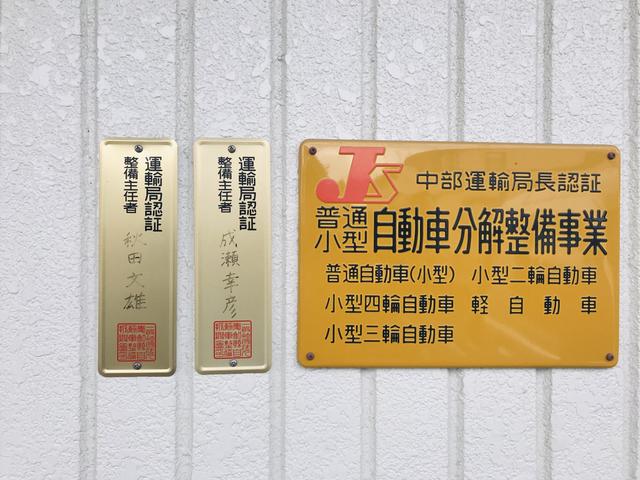 運輸局認証
整備主任者
秋田文雄
運輸局認証
整備主任者
成瀬幸彦
JS 中部運輸局長認証
普通
小型
自動車分解整備事業
普通自動車(小型) 小型二輪自動車
小型四輪自動車 軽自動車
小型三輪自動車